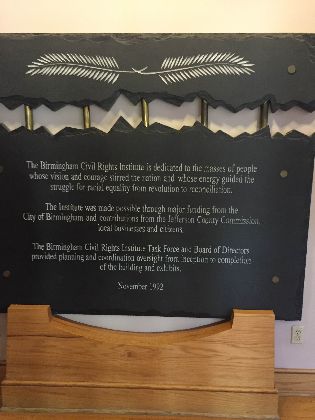 The Birmingham Civil Rights Institute is dedicated to the masses of people
whose vision and courage stirred the nation and whose energy guided the
struggle for racial equality from revolution to reconciliation.
The Institute was made possible through major funding from the
City of Birmingham and contributions from the Jefferson County Commission,
local businesses and citizens.
The Birmingham Civil Rights Institute Task Force and Board of Directors
provided planning and coordination oversight from inception to completion
of the building and exhibits.
November 1992